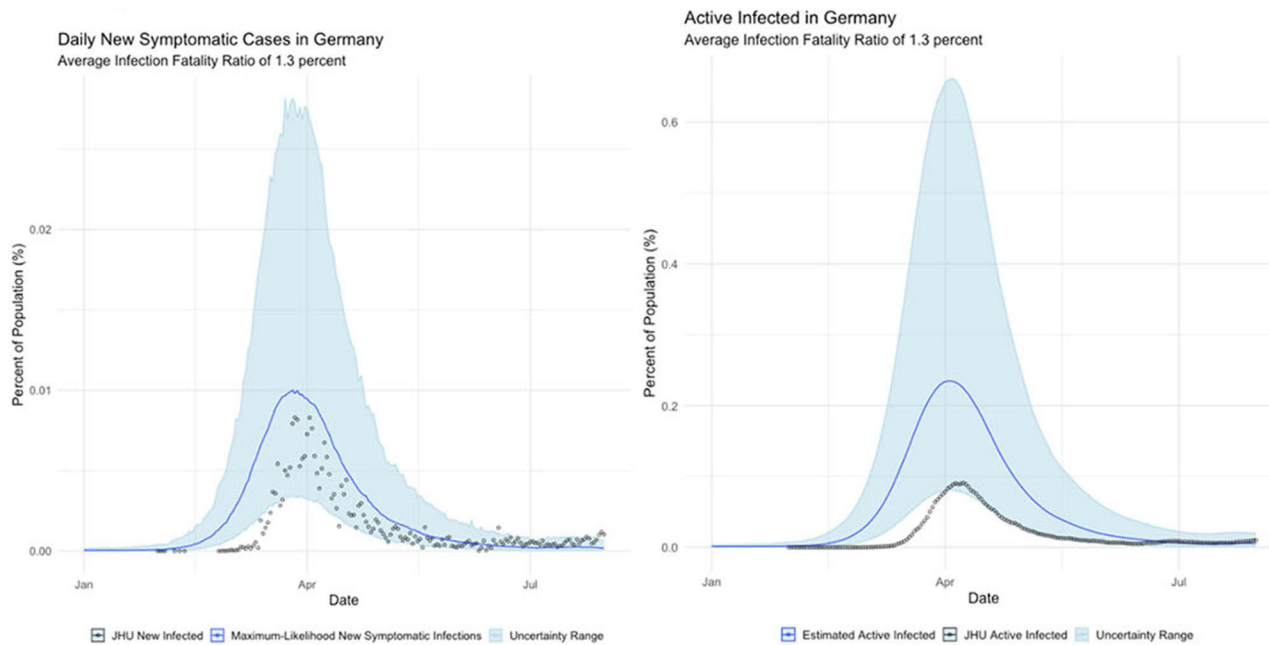 Daily New Symptomatic Cases in Germany
Average Infection Fatality Ratio of 1.3 percent
Percent of Population (%)
0.02
0.01
0.00
Jan Apr Jul
Date
JHU New Infected Maximum-Likelihood New Symptomatic Infections Uncertainty Range
Active Infected in Germany
Average Infection Fatality Ratio of 1.3 percent
Percent of Population (%)
0.6
0.4
0.2
0.0
Jan Apr Jul
Date
Estimated Active Infected JHU Active Infected Uncertainty Range